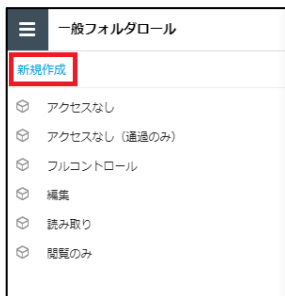 一般フォルダロール
新規作成
アクセスなし
アクセスなし（通過のみ）
フルコントロール
編集
読み取り
閲覧のみ